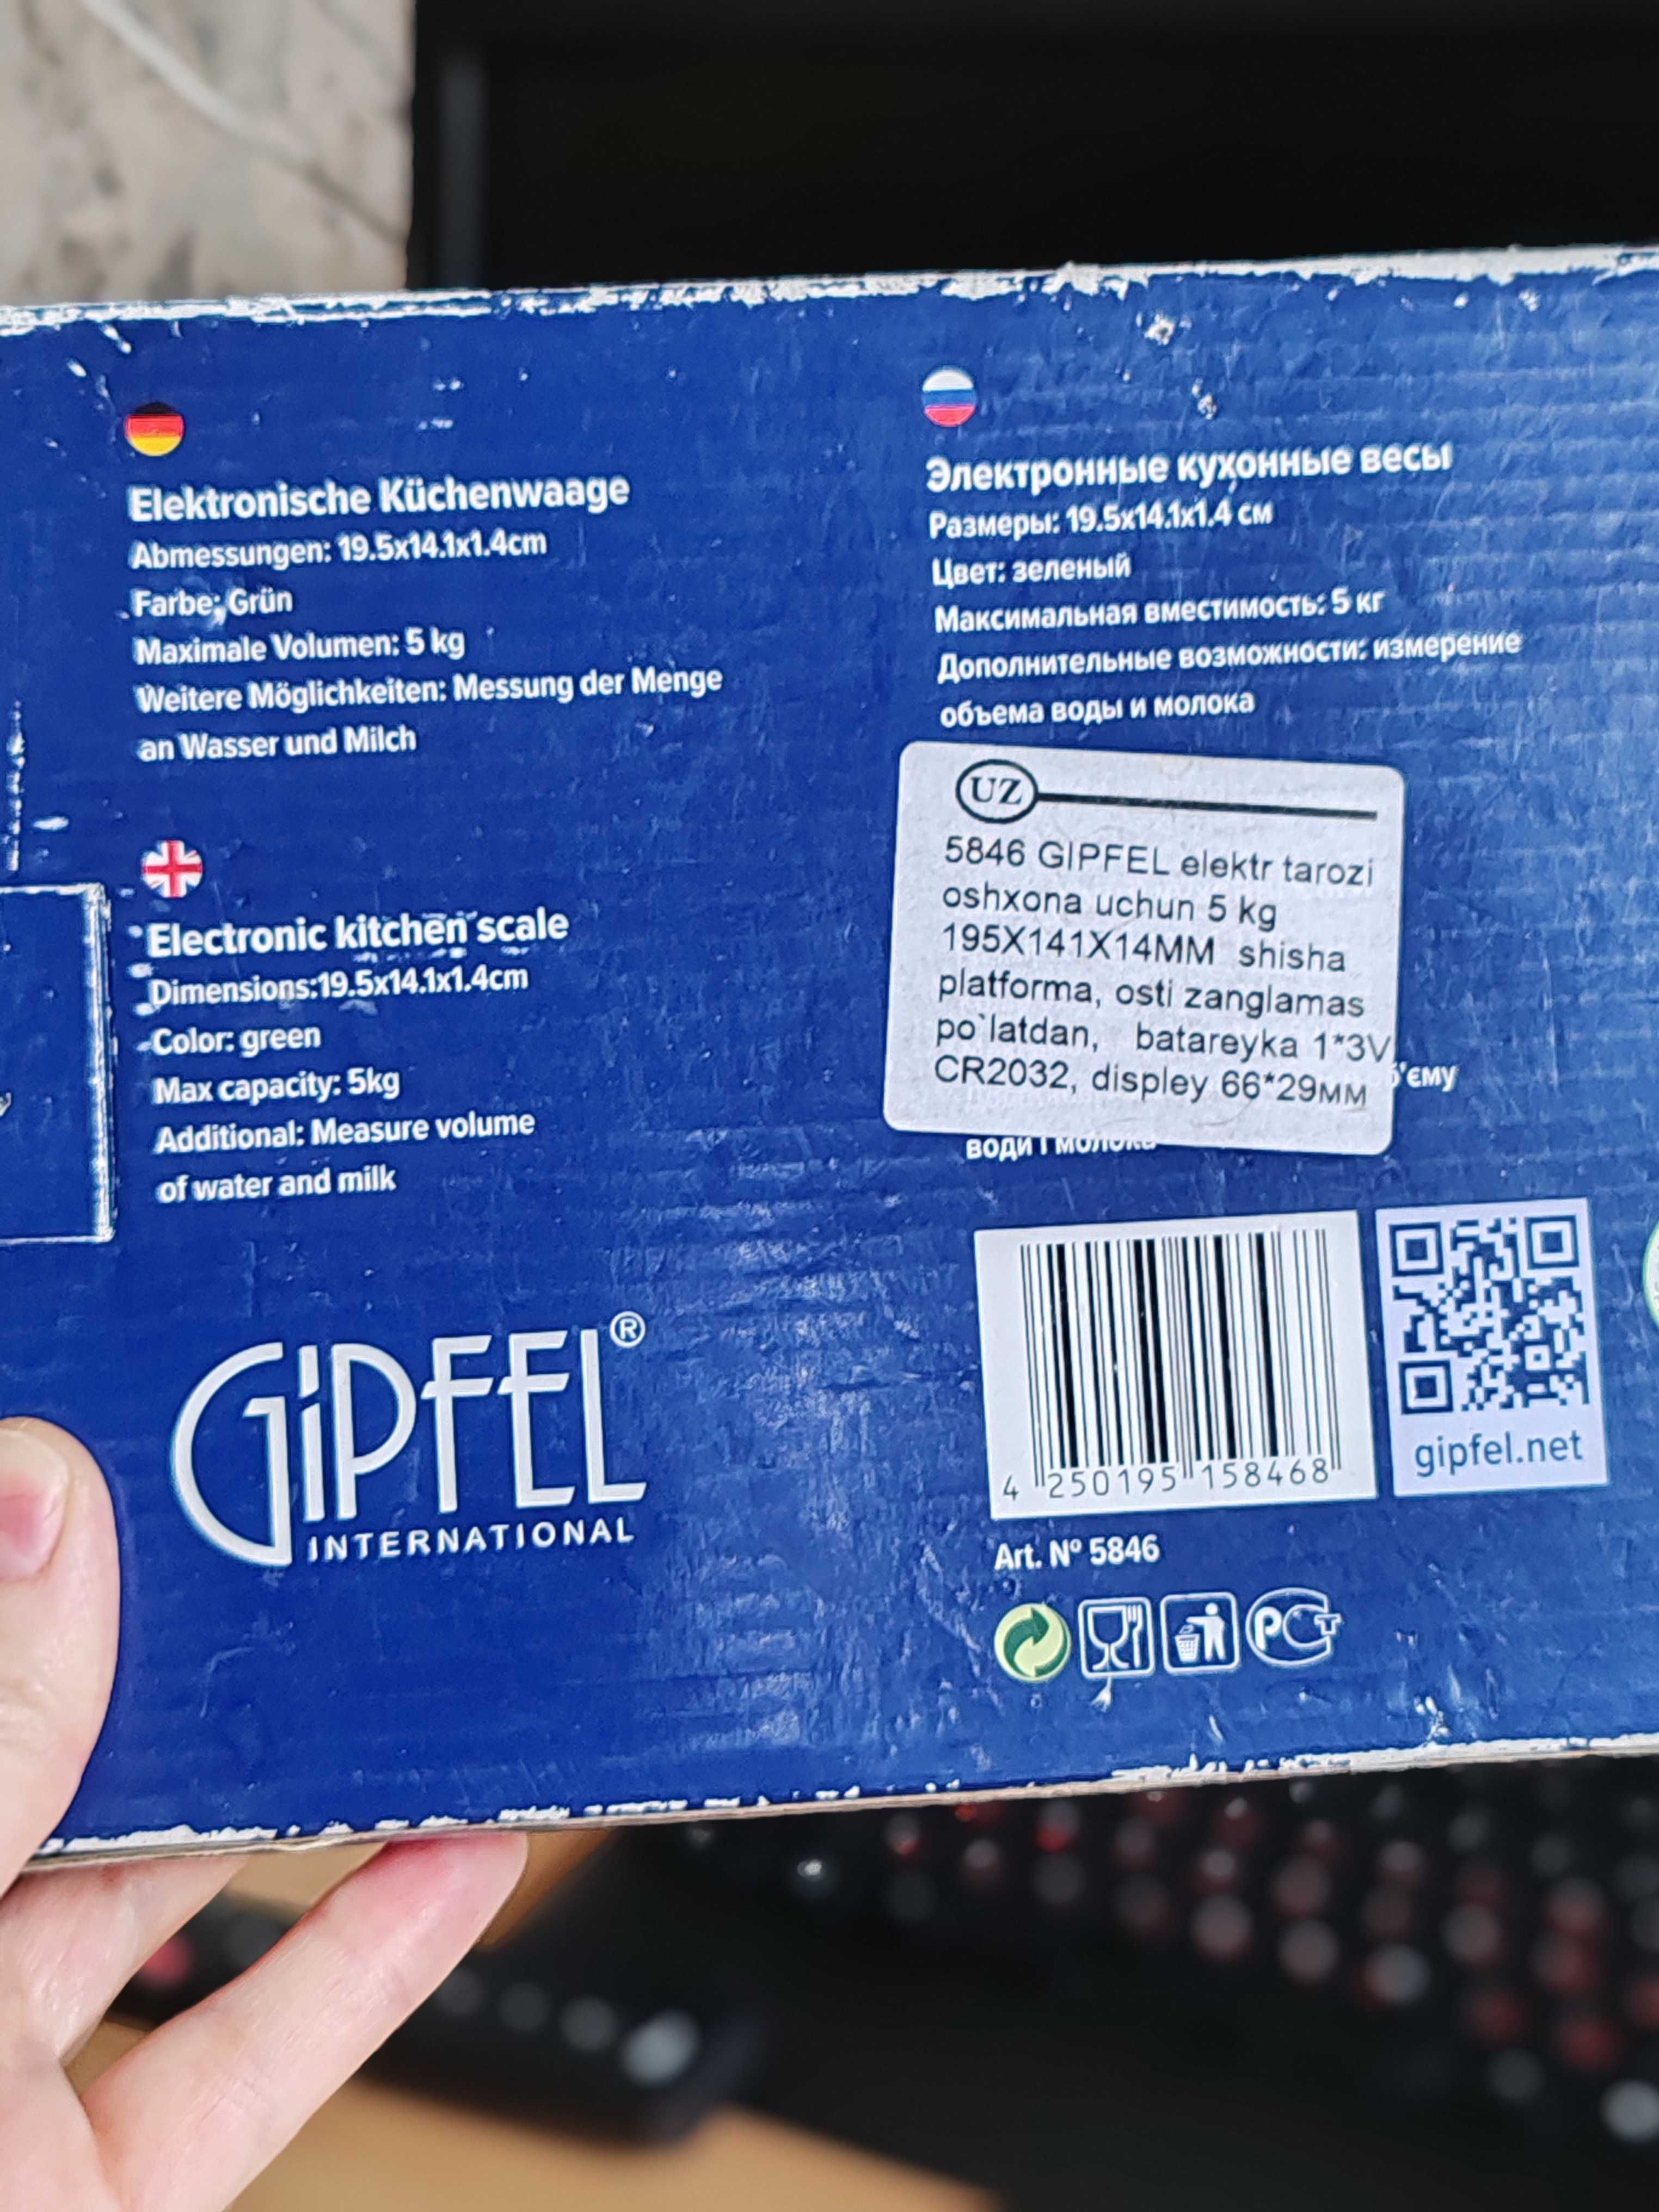 Elektronische Küchenwaage
Abmessungen: 19.5x14.1x1.4cm
Farbe: Grün
Maximale Volumen: 5 kg
Weitere Möglichkeiten: Messung der Menge
an Wasser und Milch
Electronic kitchen scale
Dimensions:19.5x14.1x1.4cm
Color: green
Max capacity: 5kg
Additional: Measure volume
of water and milk
GiPFEL®
INTERNATIONAL
Электронные кухонные весы
Размеры: 19.5x14.1x1.4 см
Цвет: зеленый
Максимальная вместимость: 5 кг
Дополнительные возможности: измерение
объема воды и молока
UZ
5846 GIPFEL elektr tarozi
oshxona uchun 5 kg
195X141X14MM shisha
platforma, osti zanglamas
po`latdan, batareyka 1*3V
CR2032, displey 66*29мм
води і молока
4 250195 158468
gipfel.net
Art. Nº 5846
РСТ